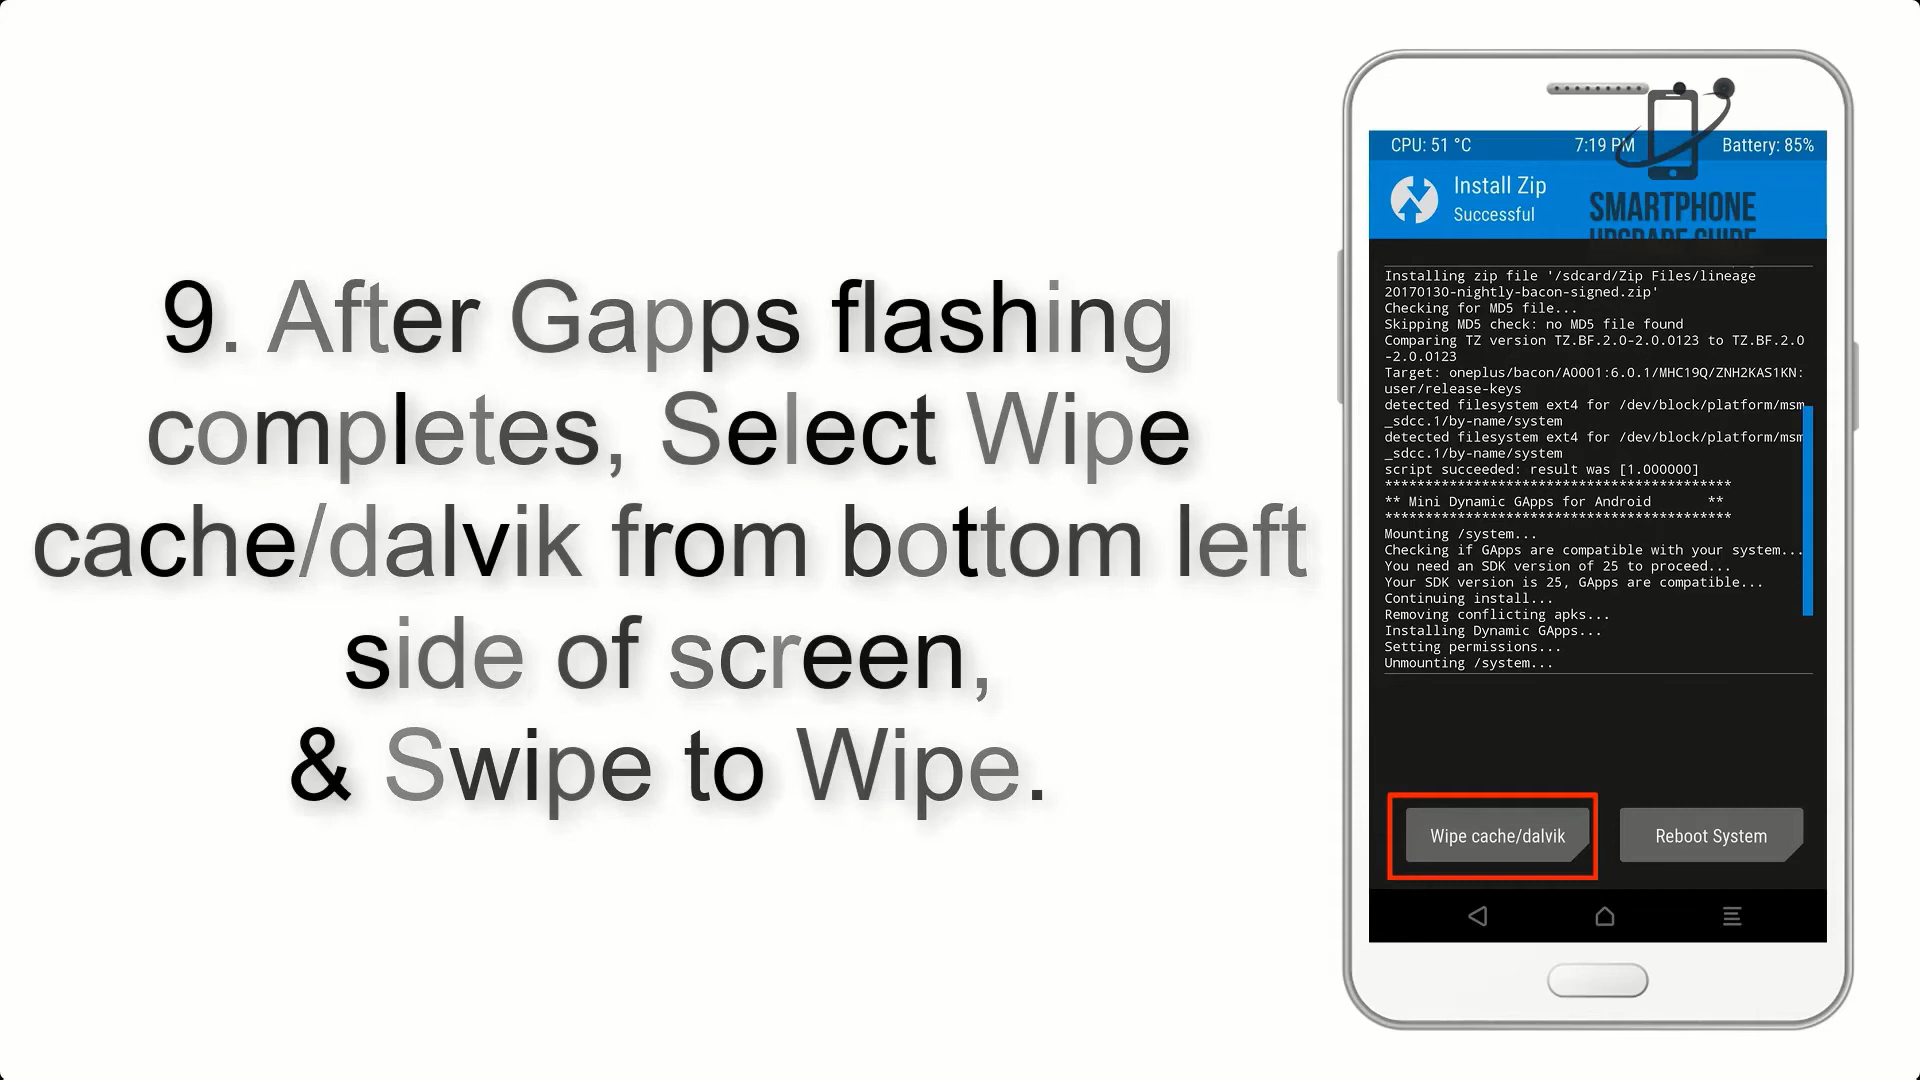 9. After Gapps flashing
completes, Select Wipe
cache/dalvik from bottom left
side of screen,
& Swipe to Wipe.
CPU: 51 °C 7:19 PM Battery: 85%
Install Zip
Successful
SMARTPHONE
UPGRADE GUIDE
Installing zip file '/sdcard/Zip Files/lineage
20170130-nightly-bacon-signed.zip'
Checking for MD5 file...
Skipping MD5 check: no MD5 file found
Comparing TZ version TZ.BF.2.0-2.0.0123 to TZ.BF.2.0
-2.0.0123
Target: oneplus/bacon/A0001:6.0.1/MHC19Q/ZNH2KAS1KN:
user/release-keys
detected filesystem ext4 for /dev/block/platform/msm
_sdcc.1/by-name/system
detected filesystem ext4 for /dev/block/platform/msm
_sdcc.1/by-name/system
script succeeded: result was [1.000000]
*******************************************
** Mini Dynamic GApps for Android **
*******************************************
Mounting /system...
Checking if GApps are compatible with your system...
You need an SDK version of 25 to proceed...
Your SDK version is 25, GApps are compatible...
Continuing install...
Removing conflicting apks...
Installing Dynamic GApps...
Setting permissions...
Unmounting /system...
Wipe cache/dalvik Reboot System